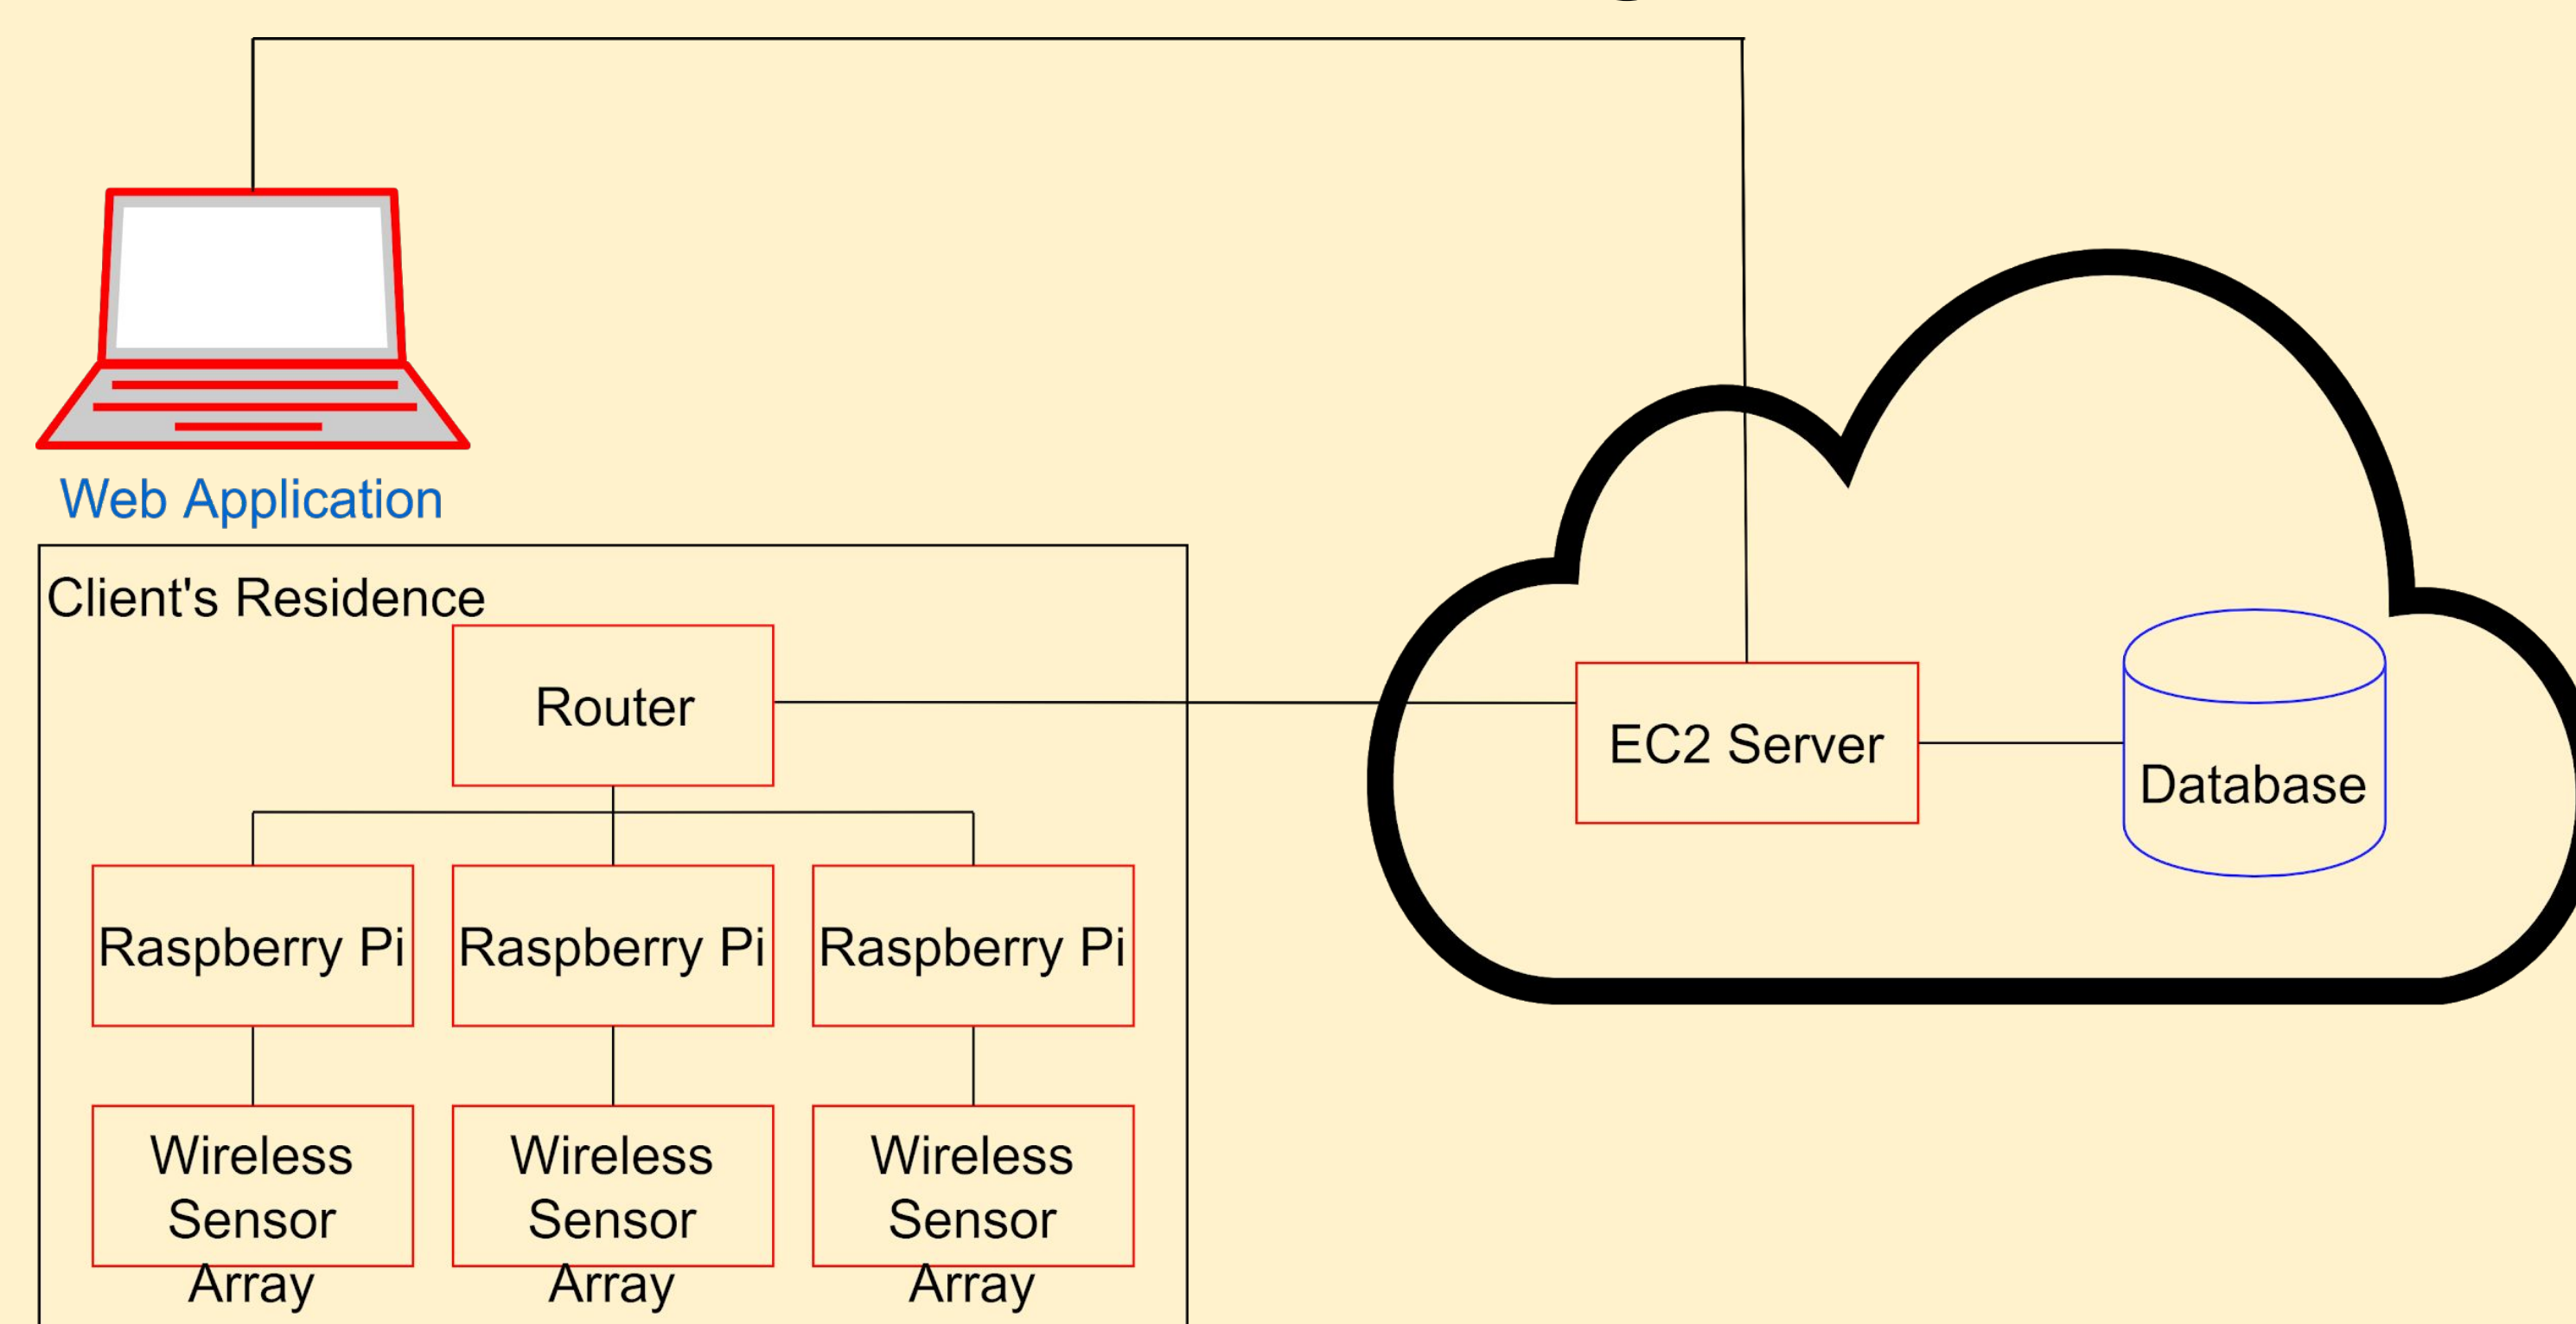 Web Application
Client's Residence
Router
EC2 Server
Database
Raspberry Pi
Raspberry Pi
Raspberry Pi
Wireless
Sensor
Array
Wireless
Sensor
Array
Wireless
Sensor
Array